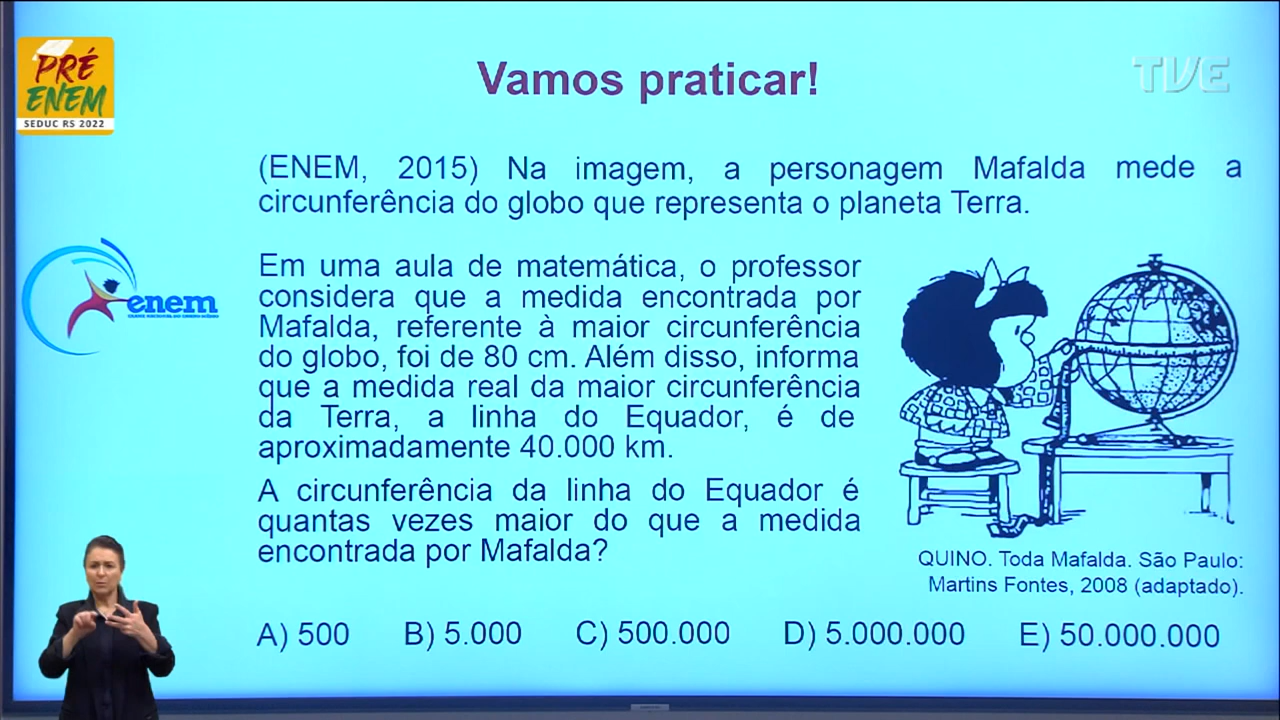 PRÉ
ENEM
SEDUC RS 2022
Vamos praticar!
TVE
(ENEM, 2015) Na imagem, a personagem Mafalda mede a
circunferência do globo que representa o planeta Terra.
enem
Em uma aula de matemática, o professor
considera que a medida encontrada por
Mafalda, referente à maior circunferência
do globo, foi de 80 cm. Além disso, informa
que a medida real da maior circunferência
da Terra, a linha do Equador, é de
aproximadamente 40.000 km.
A circunferência da linha do Equador é
quantas vezes maior do que a medida
encontrada por Mafalda?
QUINO. Toda Mafalda. São Paulo:
Martins Fontes, 2008 (adaptado).
A) 500 B) 5.000 C) 500.000 D) 5.000.000 E) 50.000.000